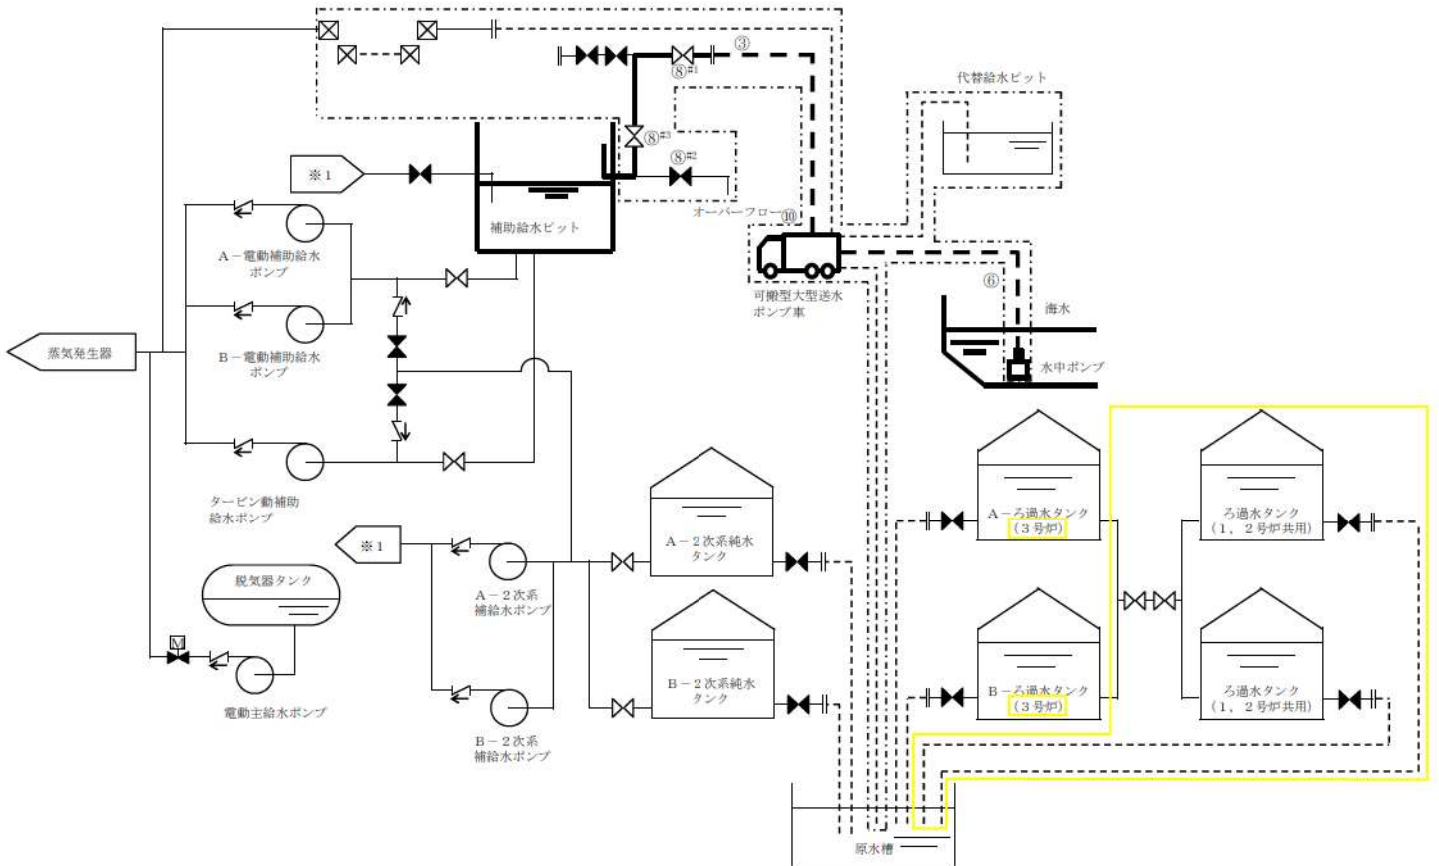 ③
⑧#1
代替給水ピット
⑧#3
⑧#2
※1
オーバーフロー
⑩
補助給水ピット
A-電動補助給水
ポンプ
可搬型大型送水
ポンプ車
⑥
海水
蒸気発生器
B-電動補助給水
ポンプ
水中ポンプ
タービン動補助
給水ポンプ
A-ろ過水タンク
(3号炉)
ろ過水タンク
(1,2号炉共用)
※1
A-2次系純水
タンク
脱気器タンク
A-2次系
補給水ポンプ
M
B-2次系純水
タンク
B-ろ過水タンク
(3号炉)
ろ過水タンク
(1,2号炉共用)
電動主給水ポンプ
B-2次系
補給水ポンプ
原水槽